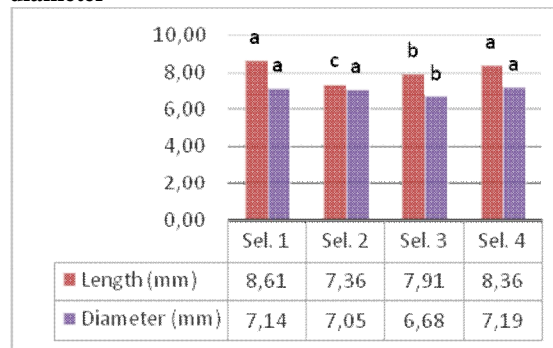 diameter
10,00
8,00
6,00
4,00
2,00
0,00
a a c a b b a a
Sel. 1 Sel. 2 Sel. 3 Sel. 4
Length (mm) 8,61 7,36 7,91 8,36
Diameter (mm) 7,14 7,05 6,68 7,19